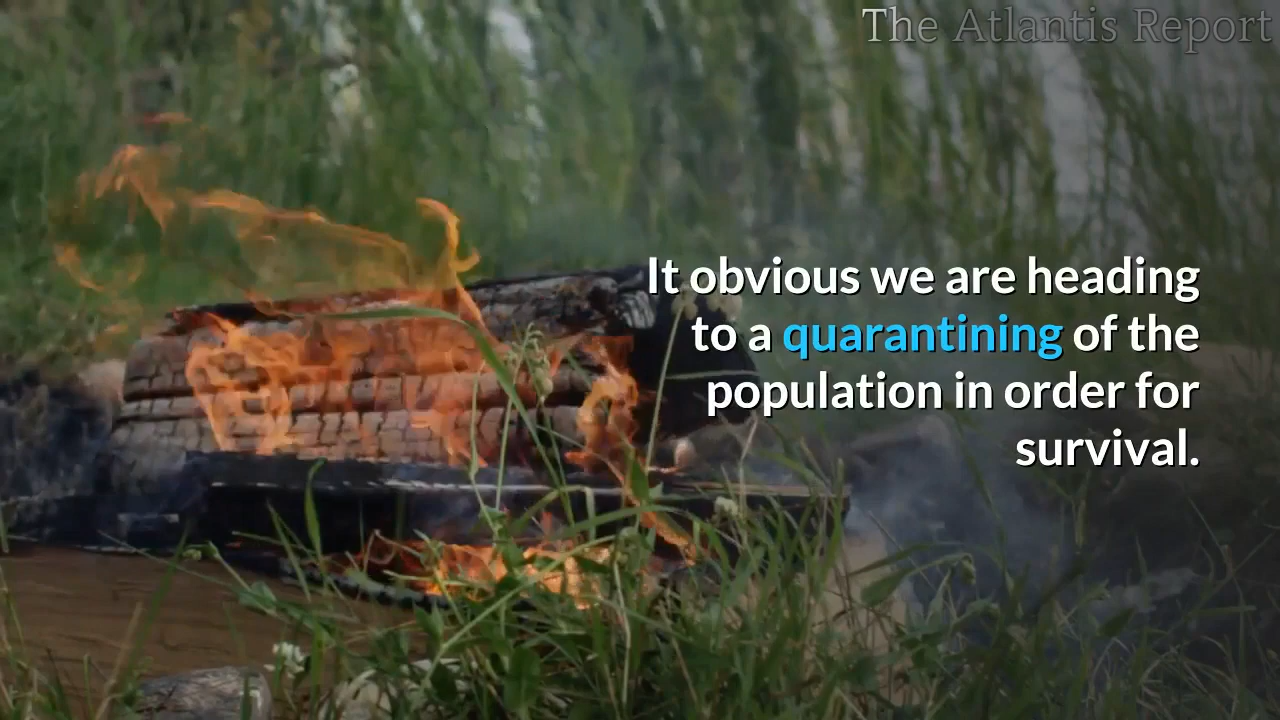 The Atlantis Report
It obvious we are heading
to a quarantining of the
population in order for
survival.